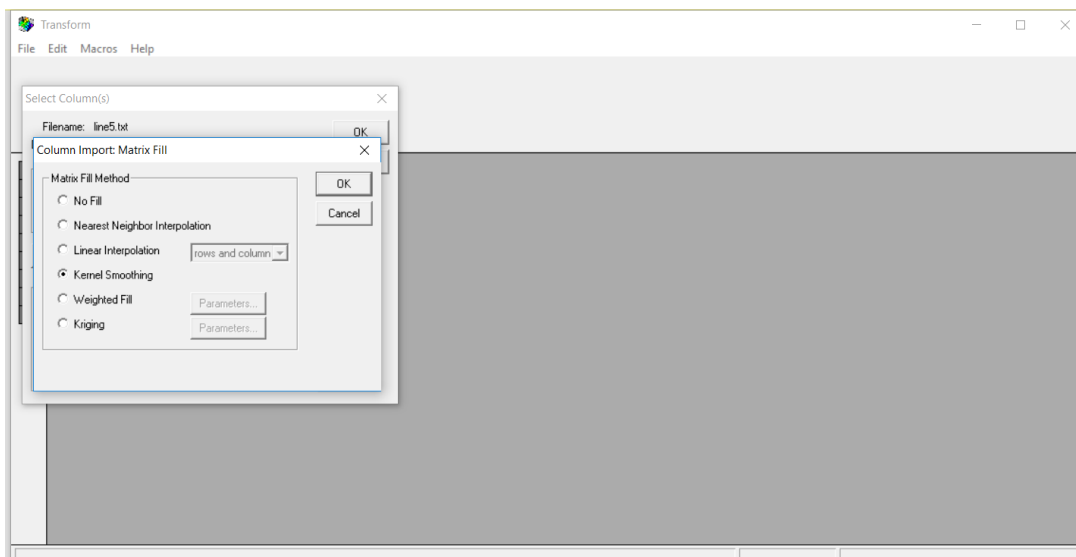 Transform
File Edit Macros Help
Select Column(s)
Filename: line5.txt
OK
Column Import: Matrix Fill
Matrix Fill Method
OK
No Fill
Cancel
Nearest Neighbor Interpolation
Linear Interpolation rows and column
Kernel Smoothing
Weighted Fill Parameters...
Kriging Parameters...